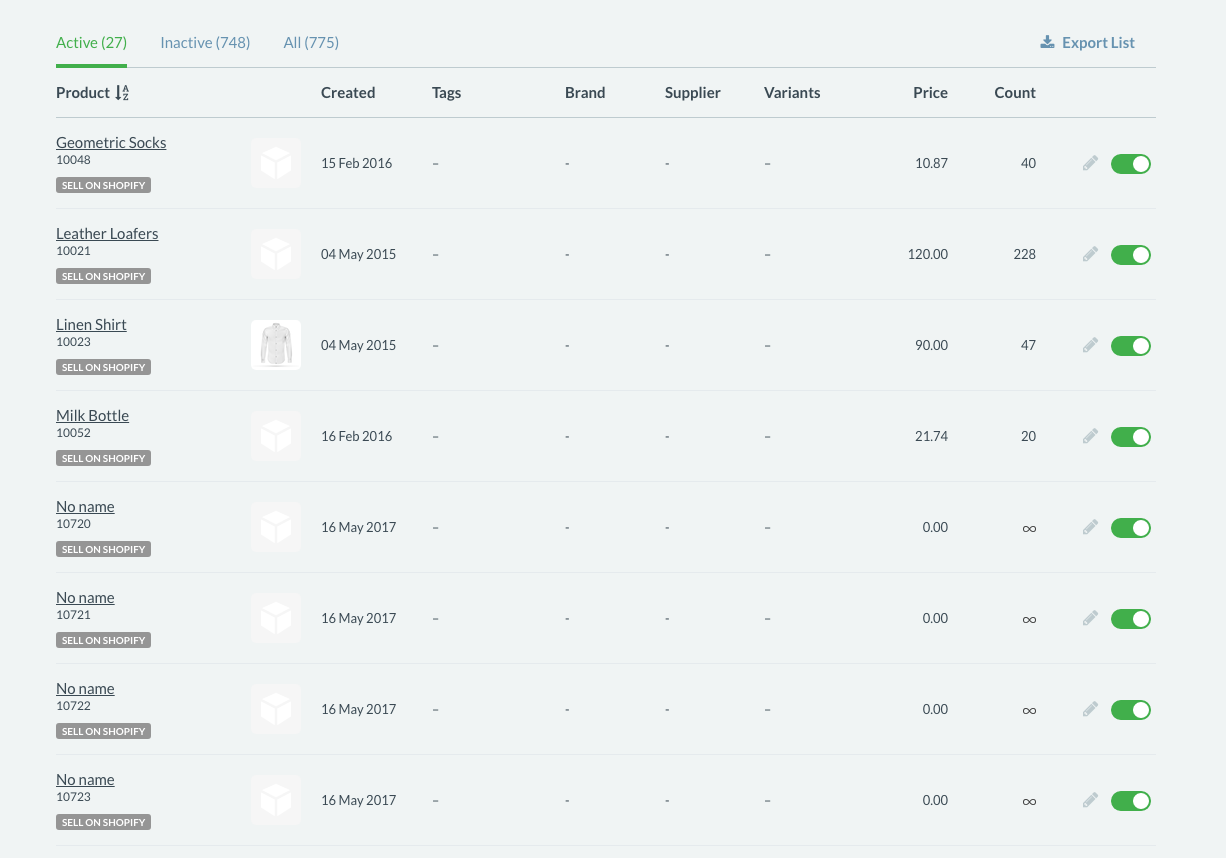 Active (27) Inactive (748) All (775) Export List
Product Created Tags Brand Supplier Variants Price Count
Geometric Socks
10048
15 Feb 2016 – - - – 10.87 40
SELL ON SHOPIFY
Leather Loafers
10021
04 May 2015 – - - – 120.00 228
SELL ON SHOPIFY
Linen Shirt
10023
04 May 2015 – - - – 90.00 47
SELL ON SHOPIFY
Milk Bottle
10052
16 Feb 2016 – - - – 21.74 20
SELL ON SHOPIFY
No name
10720
16 May 2017 – - - – 0.00 ∞
SELL ON SHOPIFY
No name
10721
16 May 2017 – - - – 0.00 ∞
SELL ON SHOPIFY
No name
10722
16 May 2017 – - - – 0.00 ∞
SELL ON SHOPIFY
No name
10723
16 May 2017 – - - – 0.00 ∞
SELL ON SHOPIFY